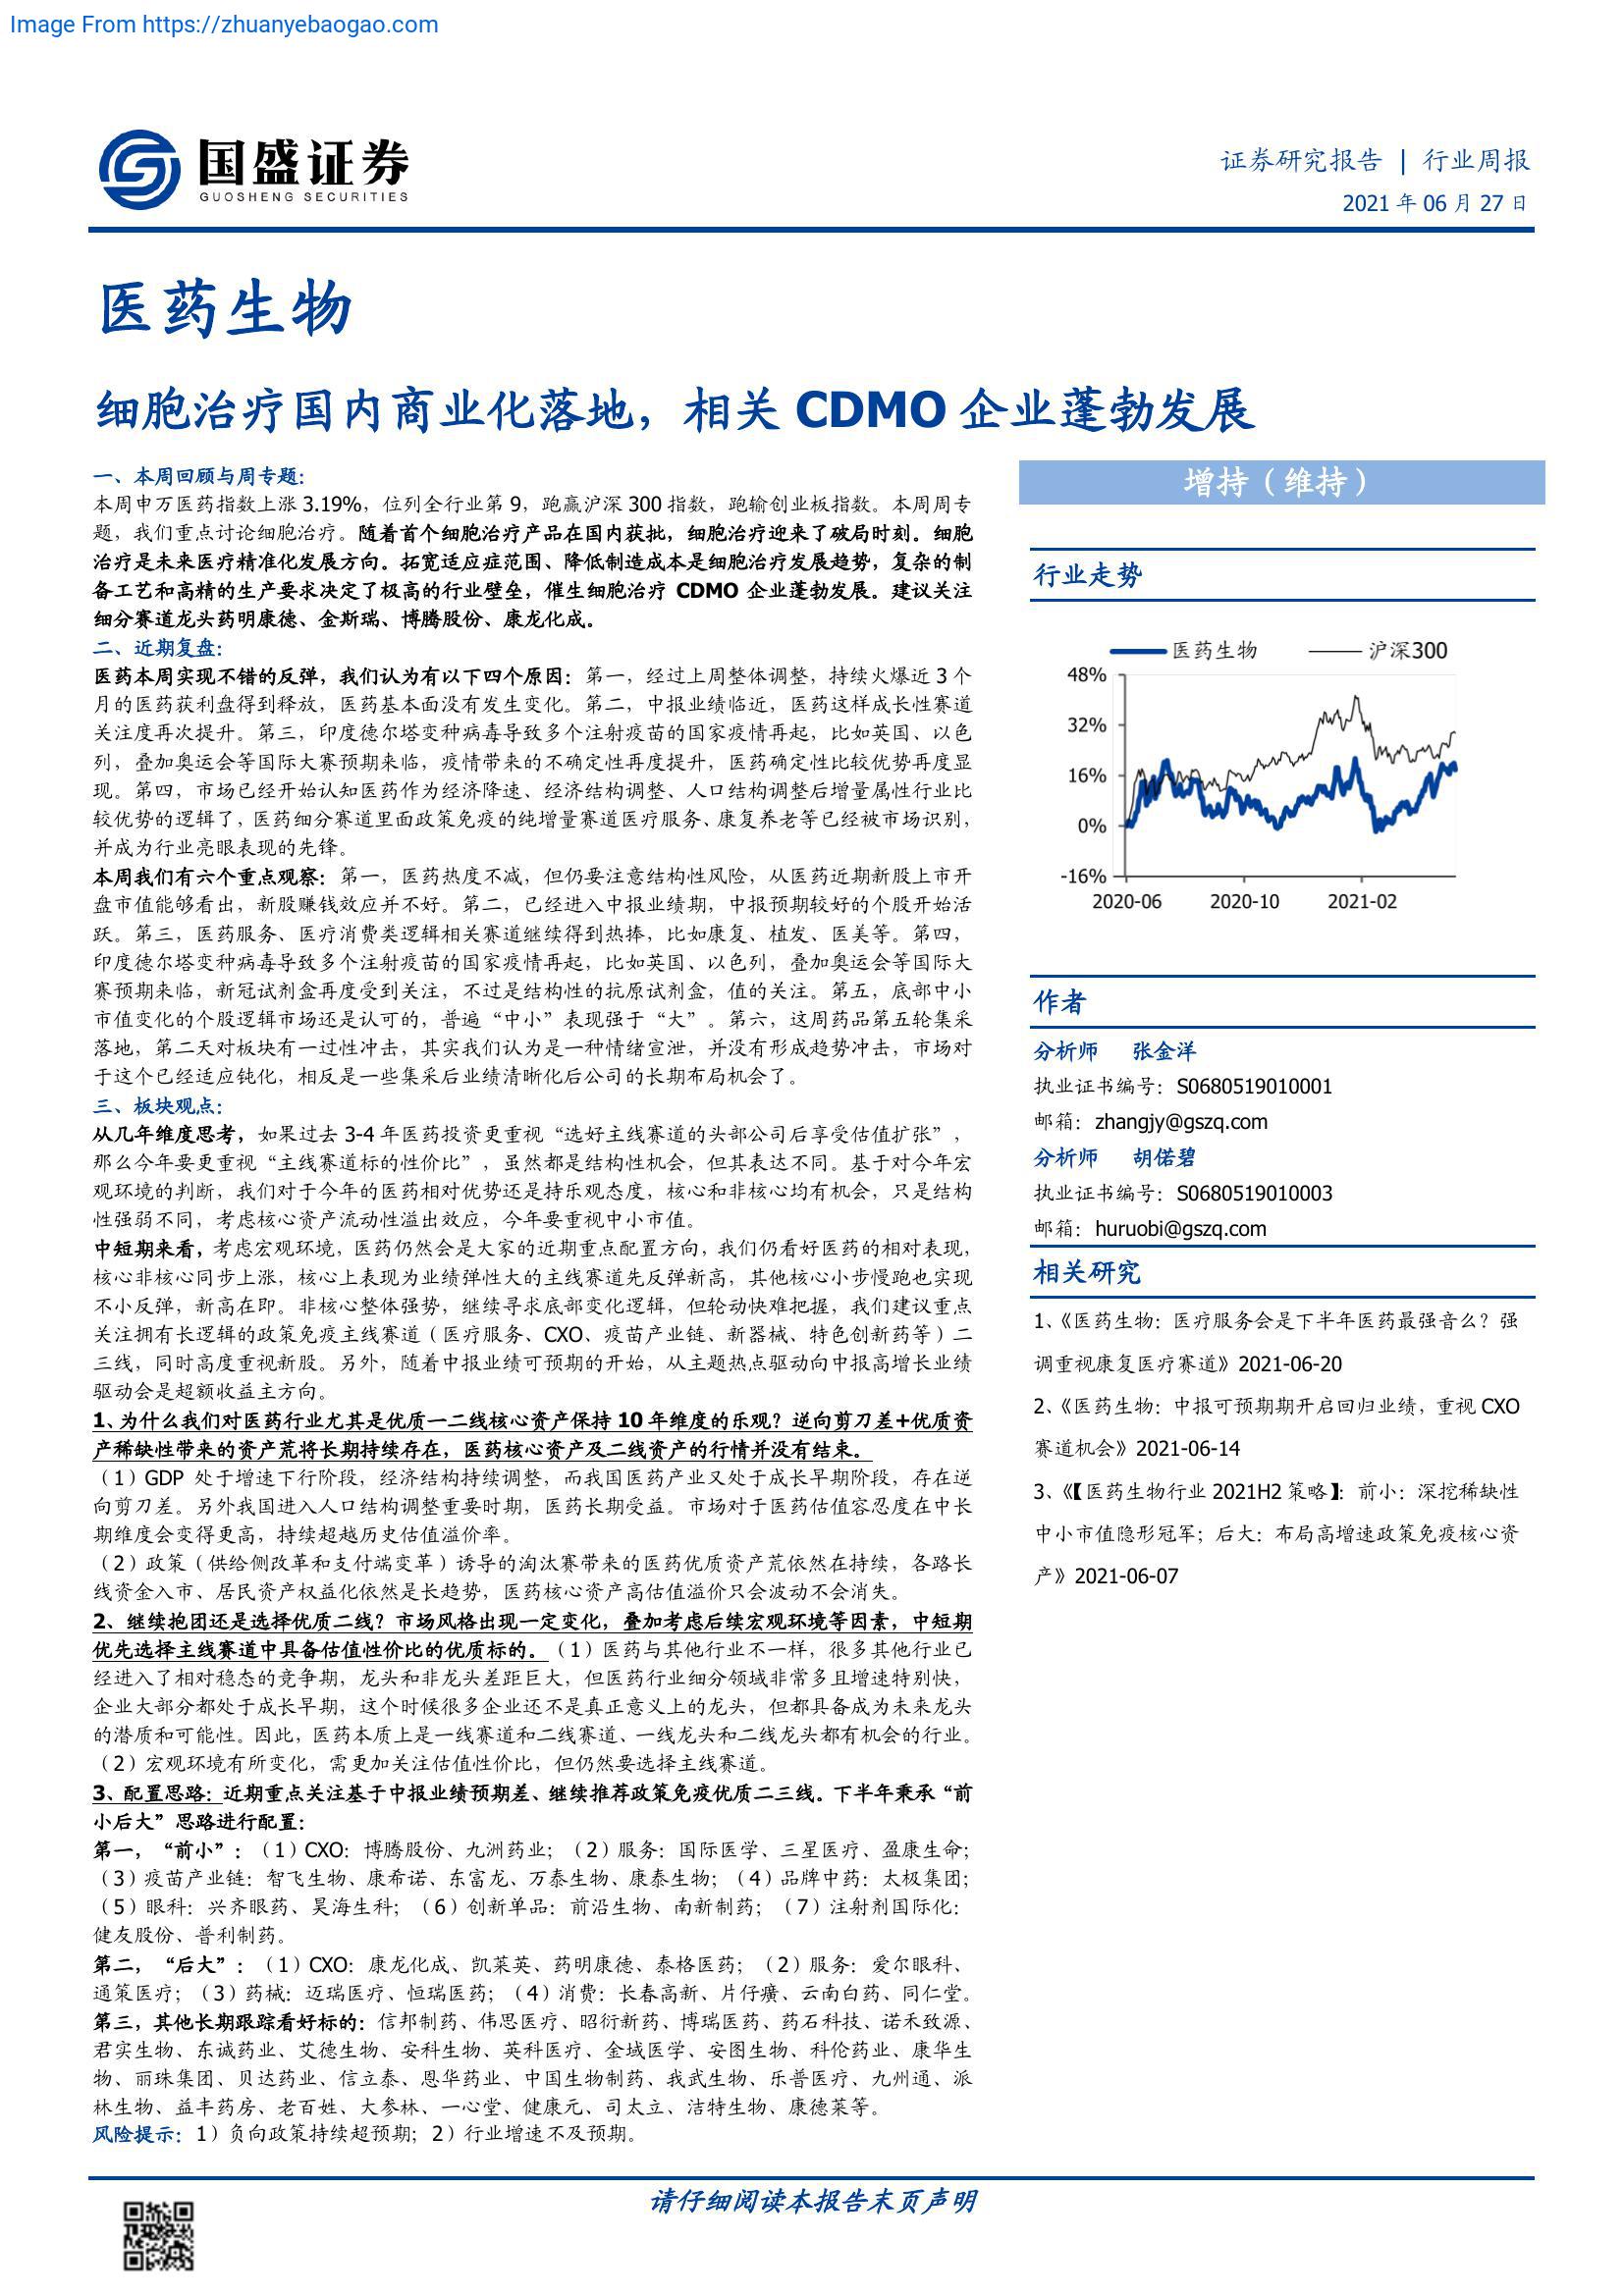 Image From https://zhuanyebaogao.com
国盛证券
GUOSHENG SECURITIES
证券研究报告 | 行业周报
2021 年 06 月 27 日
医药生物
细胞治疗国内商业化落地，相关 CDMO 企业蓬勃发展
一、本周回顾与周专题：
本周申万医药指数上涨 3.19%，位列全行业第 9，跑赢沪深 300 指数，跑输创业板指数。本周周专
题，我们重点讨论细胞治疗。随着首个细胞治疗产品在国内获批，细胞治疗迎来了破局时刻。细胞
治疗是未来医疗精准化发展方向。拓宽适应症范围、降低制造成本是细胞治疗发展趋势，复杂的制
备工艺和高精的生产要求决定了极高的行业壁垒，催生细胞治疗 CDMO 企业蓬勃发展。建议关注
细分赛道龙头药明康德、金斯瑞、博腾股份、康龙化成。
二、近期复盘：
医药本周实现不错的反弹，我们认为有以下四个原因：第一，经过上周整体调整，持续火爆近 3 个
月的医药获利盘得到释放，医药基本面没有发生变化。第二，中报业绩临近，医药这样成长性赛道
关注度再次提升。第三，印度德尔塔变种病毒导致多个注射疫苗的国家疫情再起，比如英国、以色
列，叠加奥运会等国际大赛预期来临，疫情带来的不确定性再度提升，医药确定性比较优势再度显
现。第四，市场已经开始认知医药作为经济降速、经济结构调整、人口结构调整后增量属性行业比
较优势的逻辑了，医药细分赛道里面政策免疫的纯增量赛道医疗服务、康复养老等已经被市场识别，
并成为行业亮眼表现的先锋。
本周我们有六个重点观察：第一，医药热度不减，但仍要注意结构性风险，从医药近期新股上市开
盘市值能够看出，新股赚钱效应并不好。第二，已经进入中报业绩期，中报预期较好的个股开始活
跃。第三，医药服务、医疗消费类逻辑相关赛道继续得到热捧，比如康复、植发、医美等。第四，
印度德尔塔变种病毒导致多个注射疫苗的国家疫情再起，比如英国、以色列，叠加奥运会等国际大
赛预期来临，新冠试剂盒再度受到关注，不过是结构性的抗原试剂盒，值的关注。第五，底部中小
市值变化的个股逻辑市场还是认可的，普遍“中小”表现强于“大”。第六，这周药品第五轮集采
落地，第二天对板块有一过性冲击，其实我们认为是一种情绪宣泄，并没有形成趋势冲击，市场对
于这个已经适应钝化，相反是一些集采后业绩清晰化后公司的长期布局机会了。
三、板块观点：
从几年维度思考，如果过去 3-4 年医药投资更重视“选好主线赛道的头部公司后享受估值扩张”，
那么今年要更重视“主线赛道标的性价比”，虽然都是结构性机会，但其表达不同。基于对今年宏
观环境的判断，我们对于今年的医药相对优势还是持乐观态度，核心和非核心均有机会，只是结构
性强弱不同，考虑核心资产流动性溢出效应，今年要重视中小市值。
中短期来看，考虑宏观环境，医药仍然会是大家的近期重点配置方向，我们仍看好医药的相对表现，
核心非核心同步上涨，核心上表现为业绩弹性大的主线赛道先反弹新高，其他核心小步慢跑也实现
不小反弹，新高在即。非核心整体强势，继续寻求底部变化逻辑，但轮动快难把握，我们建议重点
关注拥有长逻辑的政策免疫主线赛道（医疗服务、CXO、疫苗产业链、新器械、特色创新药等）二
三线，同时高度重视新股。另外，随着中报业绩可预期的开始，从主题热点驱动向中报高增长业绩
驱动会是超额收益主方向。
1、为什么我们对医药行业尤其是优质一二线核心资产保持 10 年维度的乐观？逆向剪刀差+优质资
产稀缺性带来的资产荒将长期持续存在，医药核心资产及二线资产的行情并没有结束。
（1）GDP 处于增速下行阶段，经济结构持续调整，而我国医药产业又处于成长早期阶段，存在逆
向剪刀差。另外我国进入人口结构调整重要时期，医药长期受益。市场对于医药估值容忍度在中长
期维度会变得更高，持续超越历史估值溢价率。
（2）政策（供给侧改革和支付端变革）诱导的淘汰赛带来的医药优质资产荒依然在持续，各路长
线资金入市、居民资产权益化依然是长趋势，医药核心资产高估值溢价只会波动不会消失。
2、继续抱团还是选择优质二线？市场风格出现一定变化，叠加考虑后续宏观环境等因素，中短期
优先选择主线赛道中具备估值性价比的优质标的。（1）医药与其他行业不一样，很多其他行业已
经进入了相对稳态的竞争期，龙头和非龙头差距巨大，但医药行业细分领域非常多且增速特别快，
企业大部分都处于成长早期，这个时候很多企业还不是真正意义上的龙头，但都具备成为未来龙头
的潜质和可能性。因此，医药本质上是一线赛道和二线赛道、一线龙头和二线龙头都有机会的行业。
（2）宏观环境有所变化，需更加关注估值性价比，但仍然要选择主线赛道。
3、配置思路：近期重点关注基于中报业绩预期差、继续推荐政策免疫优质二三线。下半年秉承“前
小后大”思路进行配置：
第一，“前小”：（1）CXO：博腾股份、九洲药业；（2）服务：国际医学、三星医疗、盈康生命；
（3）疫苗产业链：智飞生物、康希诺、东富龙、万泰生物、康泰生物；（4）品牌中药：太极集团；
（5）眼科：兴齐眼药、昊海生科；（6）创新单品：前沿生物、南新制药；（7）注射剂国际化：
健友股份、普利制药。
第二，“后大”：（1）CXO：康龙化成、凯莱英、药明康德、泰格医药；（2）服务：爱尔眼科、
通策医疗；（3）药械：迈瑞医疗、恒瑞医药；（4）消费：长春高新、片仔癀、云南白药、同仁堂。
第三，其他长期跟踪看好标的：信邦制药、伟思医疗、昭衍新药、博瑞医药、药石科技、诺禾致源、
君实生物、东诚药业、艾德生物、安科生物、英科医疗、金域医学、安图生物、科伦药业、康华生
物、丽珠集团、贝达药业、信立泰、恩华药业、中国生物制药、我武生物、乐普医疗、九州通、派
林生物、益丰药房、老百姓、大参林、一心堂、健康元、司太立、洁特生物、康德莱等。
风险提示：1）负向政策持续超预期；2）行业增速不及预期。
增持（维持）
行业走势
医药生物 沪深300
48%
32%
16%
0%
-16%
2020-06 2020-10 2021-02
作者
分析师 张金洋
执业证书编号：S0680519010001
邮箱：zhangjy@gszq.com
分析师 胡偌碧
执业证书编号：S0680519010003
邮箱：huruobi@gszq.com
相关研究
1、《医药生物：医疗服务会是下半年医药最强音么？强
调重视康复医疗赛道》2021-06-20
2、《医药生物：中报可预期期开启回归业绩，重视 CXO
赛道机会》2021-06-14
3、《【医药生物行业 2021H2 策略】：前小：深挖稀缺性
中小市值隐形冠军；后大：布局高增速政策免疫核心资
产》2021-06-07
请仔细阅读本报告末页声明